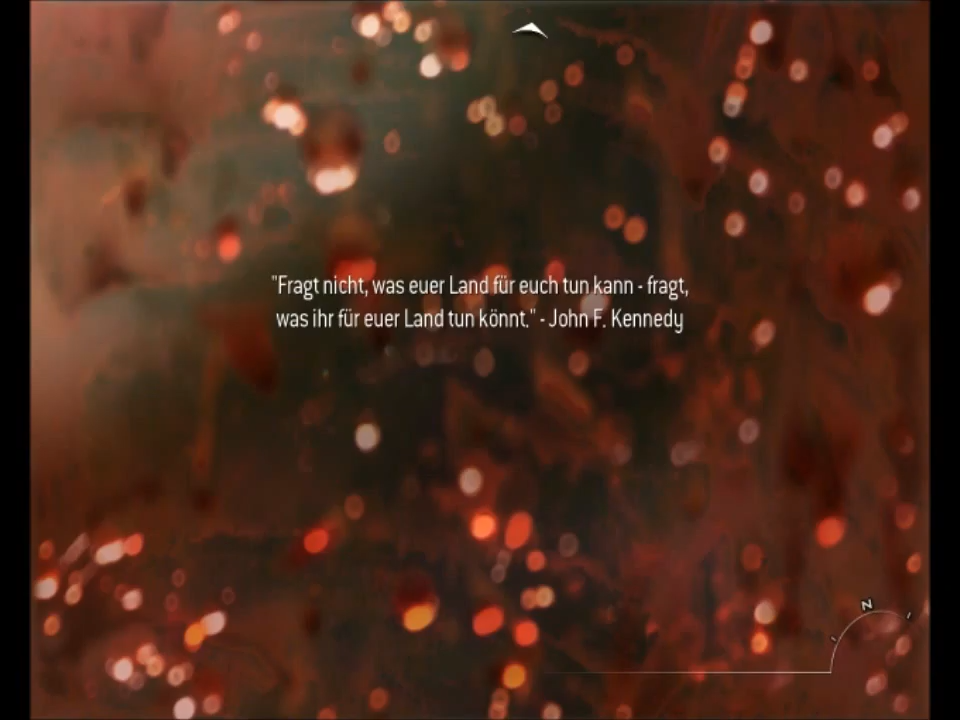 "Fragt nicht, was euer Land für euch tun kann - fragt,
was ihr für euer Land tun könnt." - John F. Kennedy
N